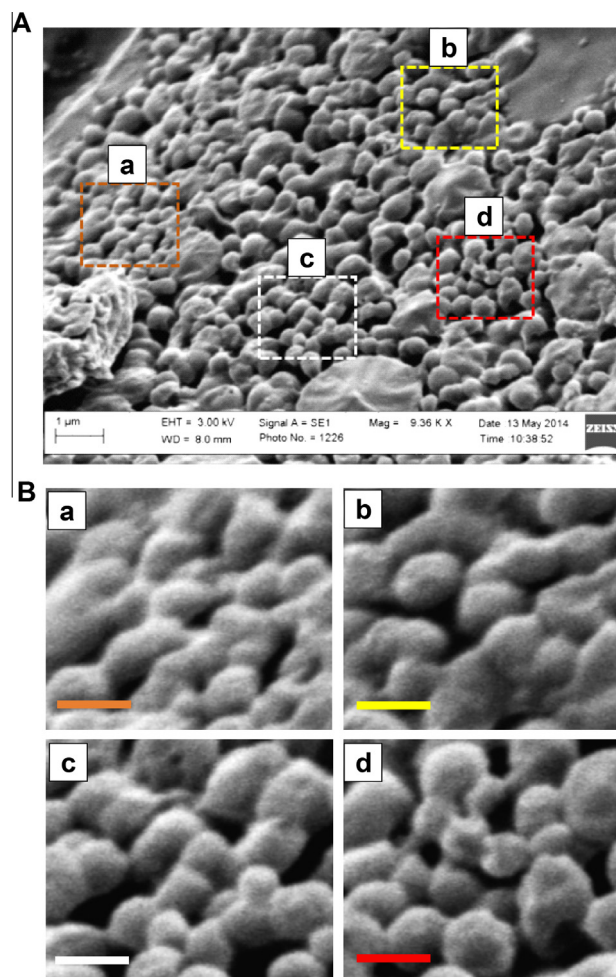 A
b
a
d
c
1 µm
EHT = 3.00 kV
Signal A = SE1
Mag = 9.36 K X
Date 13 May 2014
WD = 8.0 mm
Photo No. = 1226
Time 10:38 52
ZEISS
B
a
b
c
d